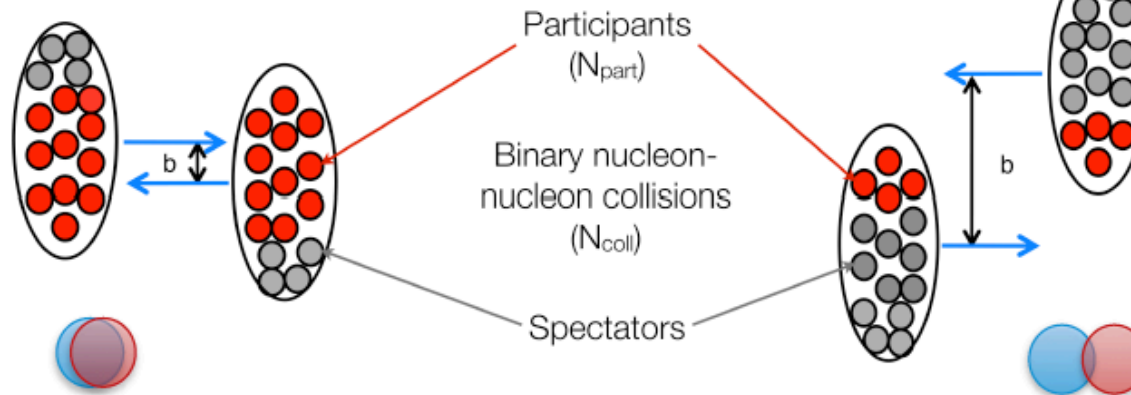 Participants
(Npart)
b
Binary nucleon-
nucleon collisions
(Ncoll)
b
Spectators